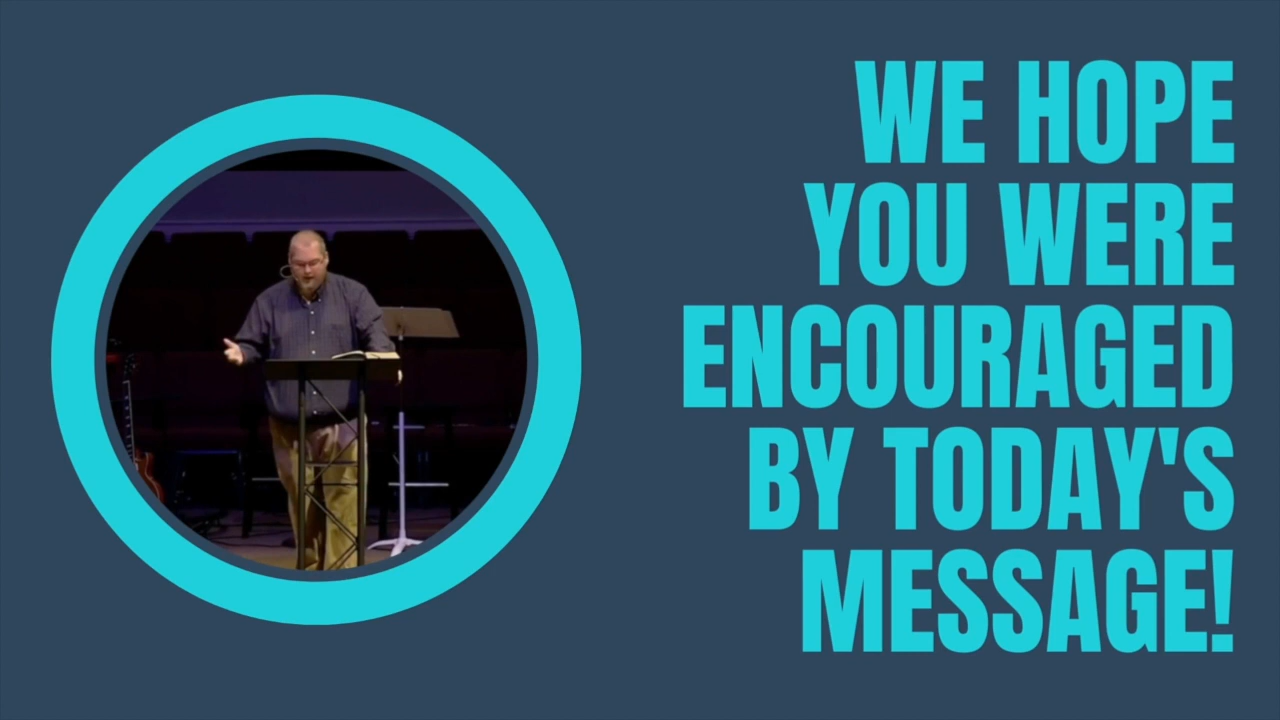 WE HOPE
YOU WERE
ENCOURAGED
BY TODAY'S
MESSAGE!